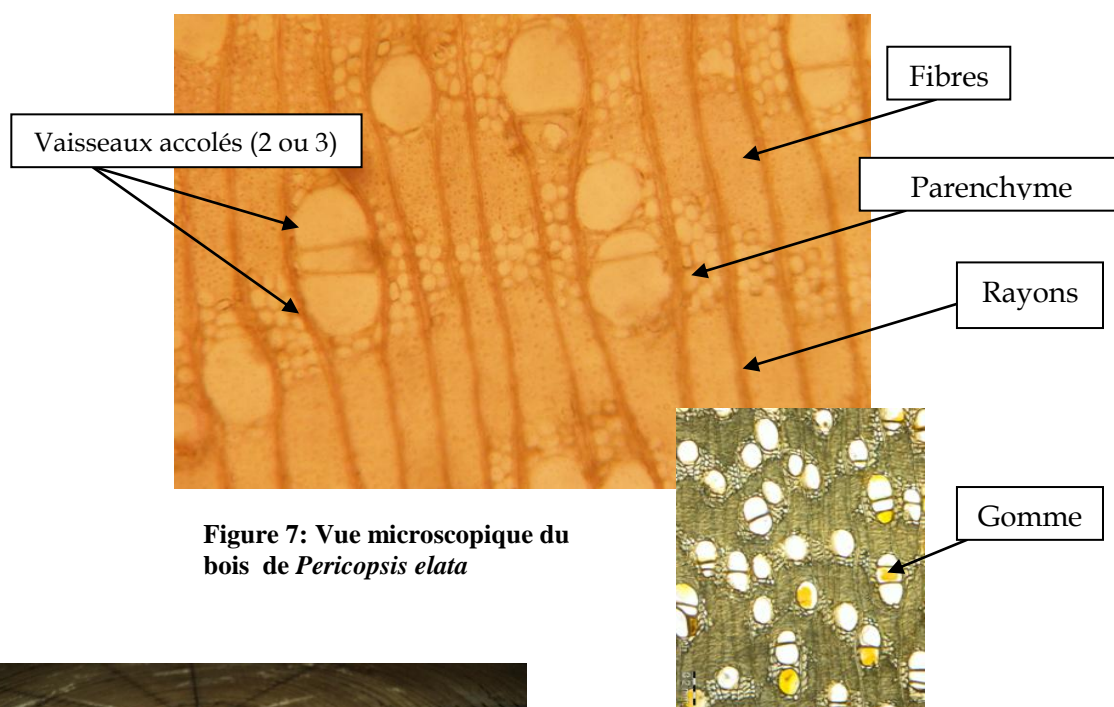 Fibres
Vaisseaux accolés (2 ou 3)
Parenchyme
Rayons
Gomme
Figure 7: Vue microscopique du
bois de Pericopsis elata